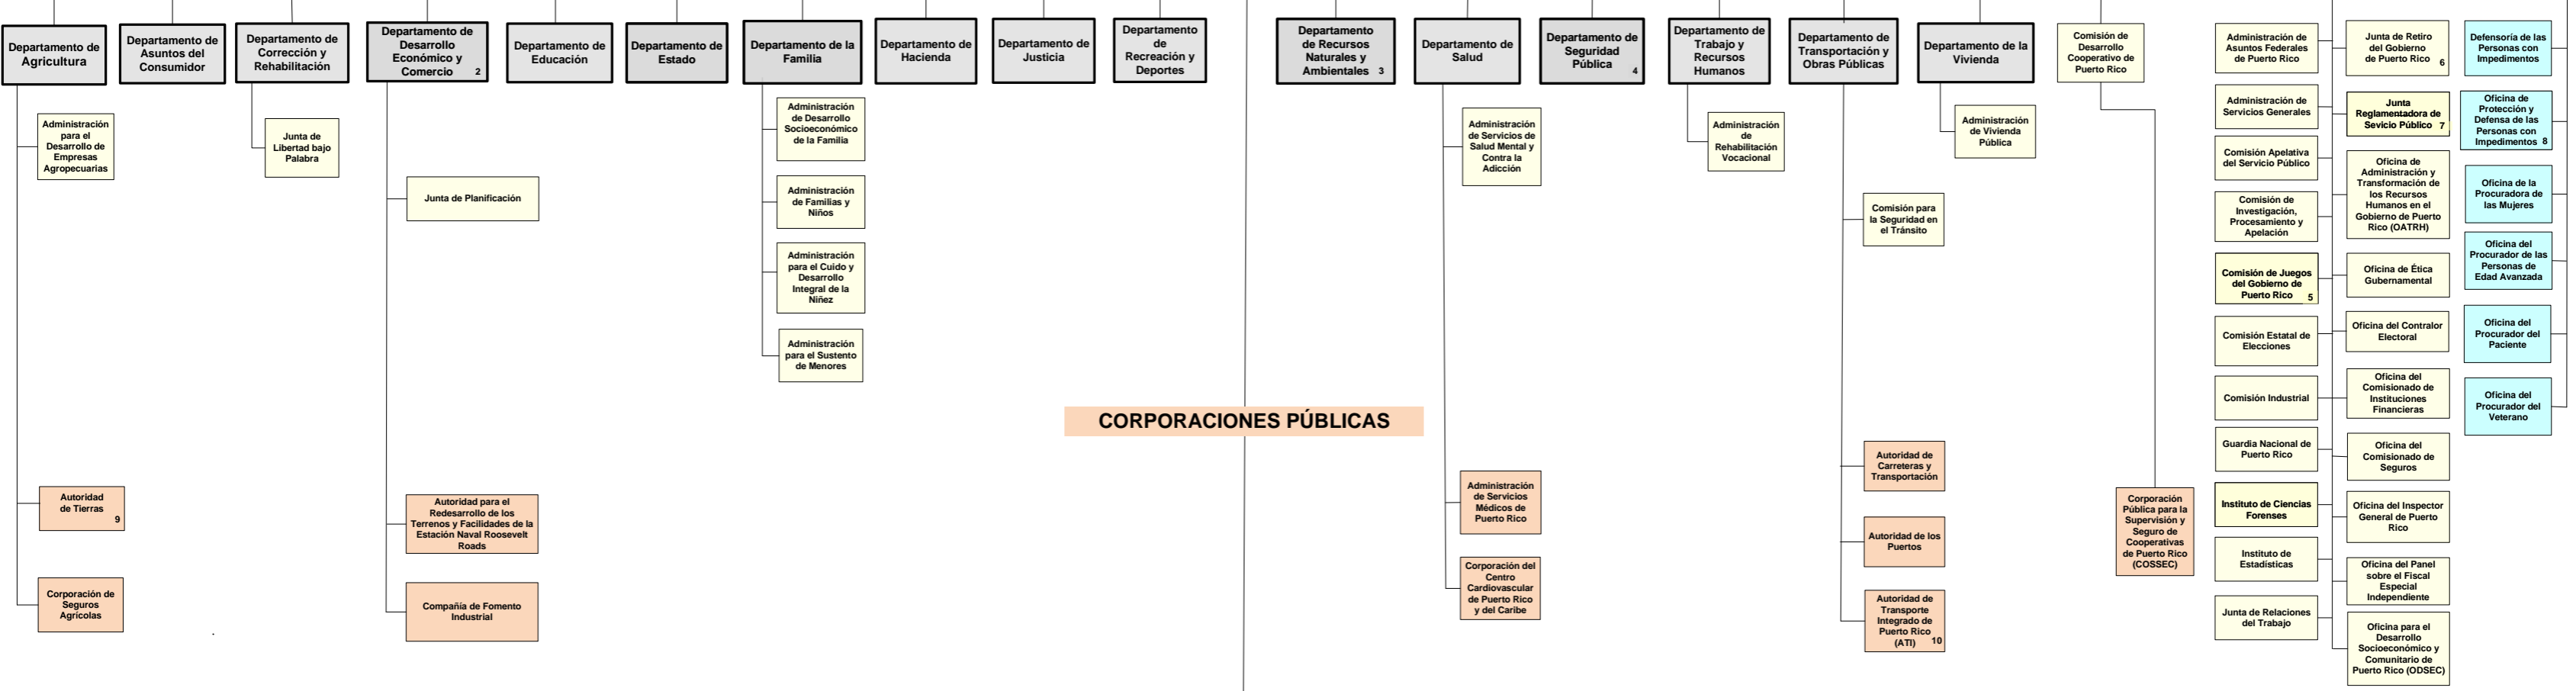 Departamento de
Agricultura
Departamento de
Asuntos del
Consumidor
Departamento de
Corrección y
Rehabilitación
Departamento de
Desarrollo
Económico y
Comercio 2
Departamento de
Educación
Departamento de
Estado
Departamento de la
Familia
Departamento de
Hacienda
Departamento de
Justicia
Departamento
de
Recreación y
Deportes
Departamento
de Recursos
Naturales y
Ambientales 3
Departamento de
Salud
Departamento de
Seguridad
Pública
4
Departamento de
Trabajo y
Recursos
Humanos
Departamento de
Transportación y
Obras Públicas
Departamento de la
Vivienda
Comisión de
Desarrollo
Cooperativo de
Puerto Rico
Administración
para el
Desarrollo de
Empresas
Agropecuarias
Junta de
Libertad bajo
Palabra
Junta de Planificación
Administración
de Desarrollo
Socioeconómico
de la Familia
Administración
de Familias y
Niños
Administración
para el Cuido y
Desarrollo
Integral de la
Niñez
Administración
para el Sustento
de Menores
Administración
de Servicios de
Salud Mental y
Contra la
Adicción
Administración
de
Rehabilitación
Vocacional
Comisión para
la Seguridad en
el Tránsito
Administración
de Vivienda
Pública
CORPORACIONES PÚBLICAS
Autoridad
de Tierras
9
Corporación de
Seguros
Agrícolas
Autoridad para el
Redesarrollo de los
Terrenos y Facilidades de la
Estación Naval Roosevelt
Roads
Compañía de Fomento
Industrial
Administración
de Servicios
Médicos de
Puerto Rico
Corporación del
Centro
Cardiovascular
de Puerto Rico
y del Caribe
Autoridad de
Carreteras y
Transportación
Autoridad de los
Puertos
Autoridad de
Transporte
Integrado de
Puerto Rico
(ATI) 10
Corporación
Pública para la
Supervisión y
Seguro de
Cooperativas
de Puerto Rico
(COSSEC)
Administración de
Asuntos Federales
de Puerto Rico
Administración de
Servicios Generales
Comisión Apelativa
del Servicio Público
Comisión de
Investigación,
Procesamiento y
Apelación
Comisión de Juegos
del Gobierno de
Puerto Rico 5
Comisión Estatal de
Elecciones
Comisión Industrial
Guardia Nacional de
Puerto Rico
Instituto de Ciencias
Forenses
Instituto de
Estadísticas
Junta de Relaciones
del Trabajo
Junta de Retiro
del Gobierno
de Puerto Rico 6
Junta
Reglamentadora de
Sevicio Público 7
Oficina de
Administración y
Transformación de
los Recursos
Humanos en el
Gobierno de Puerto
Rico (OATRH)
Oficina de Ética
Gubernamental
Oficina del Contralor
Electoral
Oficina del
Comisionado de
Instituciones
Financieras
Oficina del
Comisionado de
Seguros
Oficina del Inspector
General de Puerto
Rico
Oficina del Panel
sobre el Fiscal
Especial
Independiente
Oficina para el
Desarrollo
Socioeconómico y
Comunitario de
Puerto Rico (ODSEC)
Defensoría de las
Personas con
Impedimentos
Oficina de
Protección y
Defensa de las
Personas con
Impedimentos 8
Oficina de la
Procuradora de
las Mujeres
Oficina del
Procurador de las
Personas de
Edad Avanzada
Oficina del
Procurador del
Paciente
Oficina del
Procurador del
Veterano